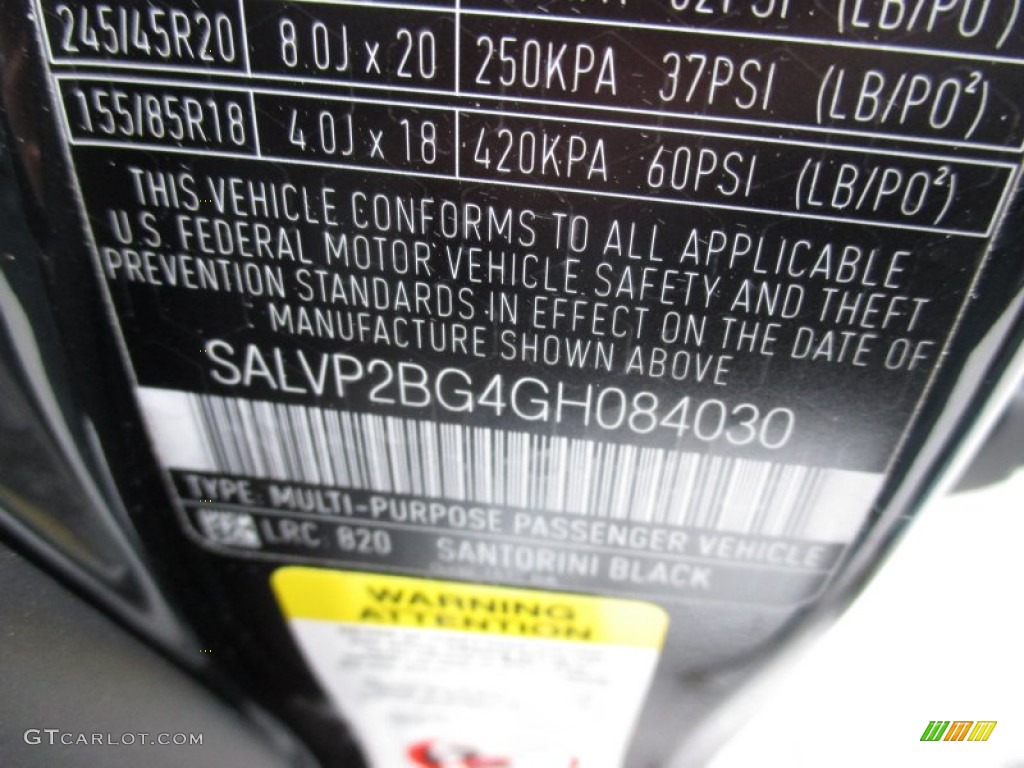 245/45R20 8.0J x 20 250KPA 37PSI (LB/PO²)
155/85R18 4.0J x 18 420KPA 60PSI (LB/PO²)
THIS VEHICLE CONFORMS TO ALL APPLICABLE
U.S. FEDERAL MOTOR VEHICLE SAFETY AND THEFT
PREVENTION STANDARDS IN EFFECT ON THE DATE OF
MANUFACTURE SHOWN ABOVE
SALVP2BG4GH084030
TYPE: MULTI-PURPOSE PASSENGER VEHICLE
LRC 820 SANTORINI BLACK
WARNING
ATTENTION
GTCARLOT.COM